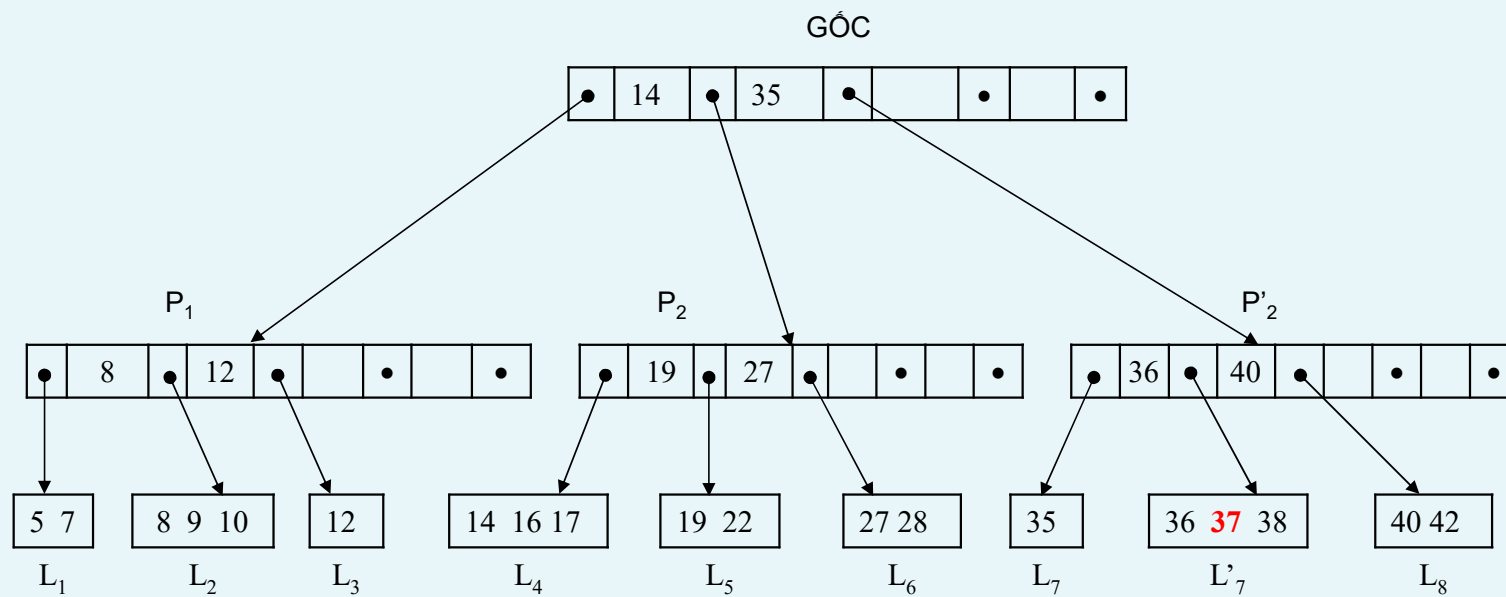 GỐC
14 35
P₁ P₂ P’₂
8 12 19 27 36 40
5 7 8 9 10 12 14 16 17 19 22 27 28 35 36 37 38 40 42
L₁ L₂ L₃ L₄ L₅ L₆ L₇ L’₇ L₈